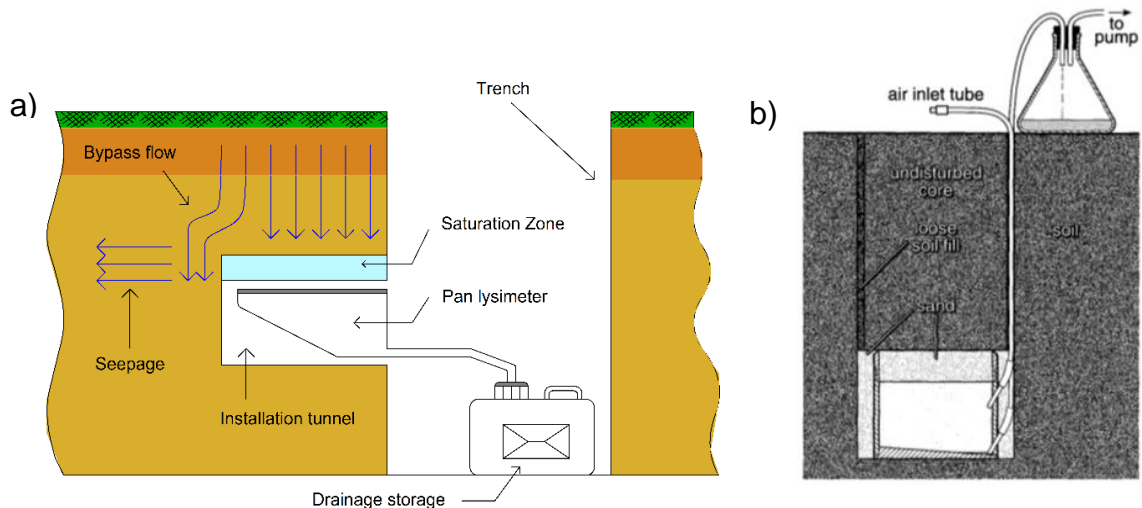 a)
Trench
Bypass flow
Saturation Zone
Pan lysimeter
Seepage
Installation tunnel
Drainage storage
b)
to
pump
air inlet tube
undisturbed
core
loose
soil fill
soil
sand